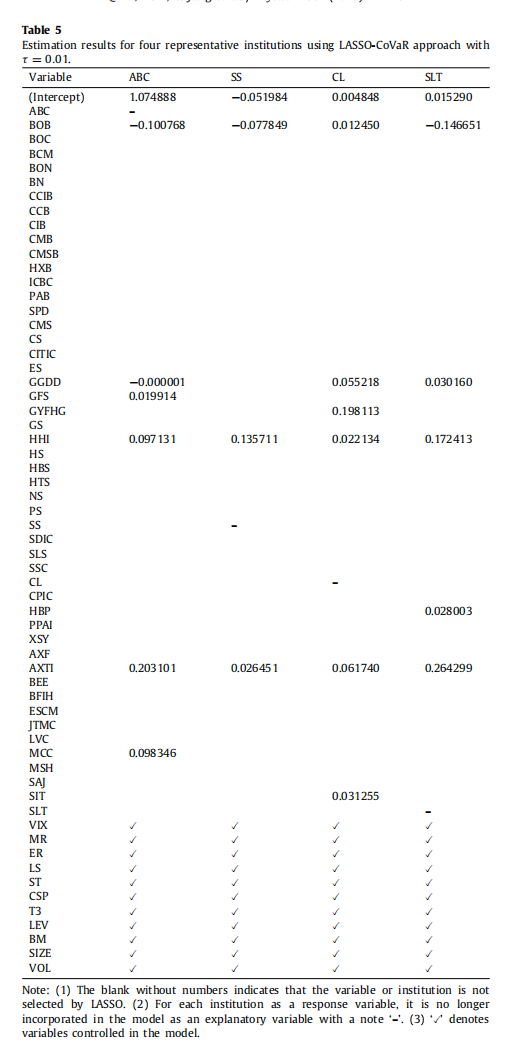 Table 5
Estimation results for four representative institutions using LASSO-CoVaR approach with
τ = 0.01.
Variable ABC SS CL SLT
(Intercept) 1.074888 −0.051984 0.004848 0.015290
ABC –
BOB −0.100768 −0.077849 0.012450 −0.146651
BOC
BCM
BON
BN
CCIB
CCB
CIB
CMB
CMSB
HXB
ICBC
PAB
SPD
CMS
CS
CITIC
ES
GGDD −0.000001 0.055218 0.030160
GFS 0.019914
GYFHG 0.198113
GS
HHI 0.097131 0.135711 0.022134 0.172413
HS
HBS
HTS
NS
PS
SS –
SDIC
SLS
SSC
CL –
CPIC
HBP 0.028003
PPAI
XSY
AXF
AXTI 0.203101 0.026451 0.061740 0.264299
BEE
BFIH
ESCM
JTMC
LVC
MCC 0.098346
MSH
SAJ
SIT 0.031255
SLT –
VIX ✓ ✓ ✓ ✓
MR ✓ ✓ ✓ ✓
ER ✓ ✓ ✓ ✓
LS ✓ ✓ ✓ ✓
ST ✓ ✓ ✓ ✓
CSP ✓ ✓ ✓ ✓
T3 ✓ ✓ ✓ ✓
LEV ✓ ✓ ✓ ✓
BM ✓ ✓ ✓ ✓
SIZE ✓ ✓ ✓ ✓
VOL ✓ ✓ ✓ ✓
Note: (1) The blank without numbers indicates that the variable or institution is not
selected by LASSO. (2) For each institution as a response variable, it is no longer
incorporated in the model as an explanatory variable with a note '–'. (3) '✓' denotes
variables controlled in the model.